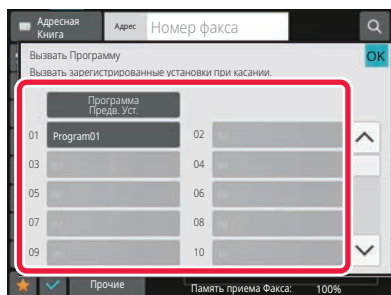 Адресная
Книга
Адрес
Номер факса
Вызвать Программу
OK
Вызвать зарегистрированные установки при касании.
Программа
Предв. Уст.
01 Program01 02
03 04
05 06
07 08
09 10
Прочие
Память приема Факса: 100%